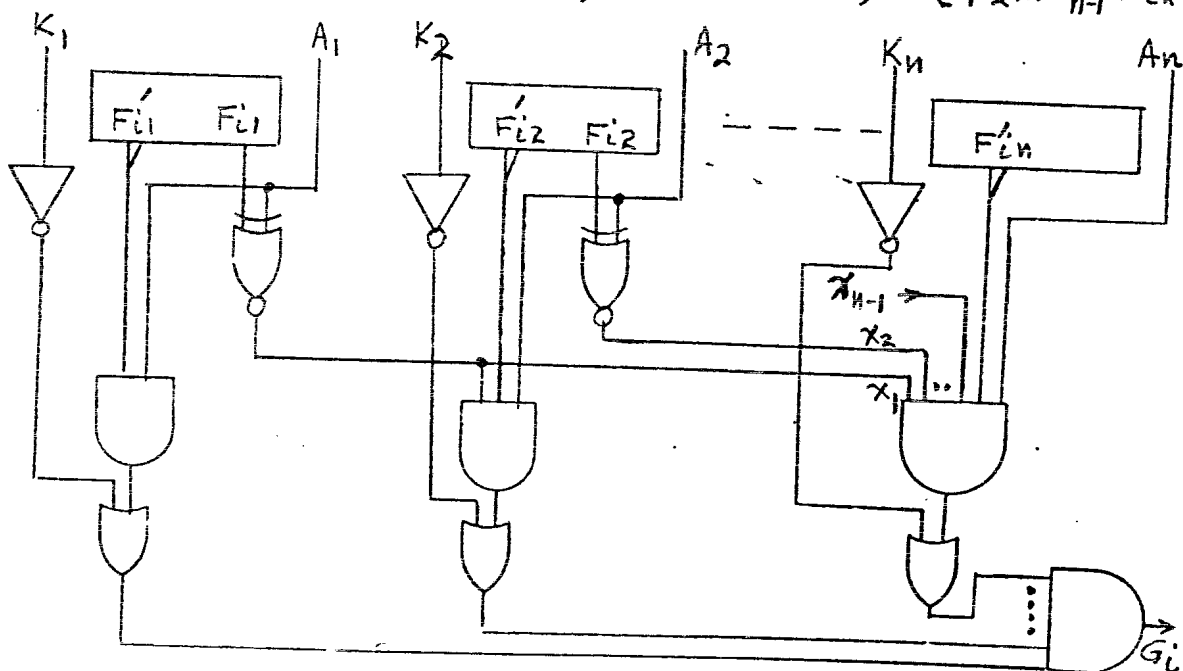 K₁ A₁ K₂ A₂ Kₙ Aₙ
F'ᵢ₁ Fᵢ₁ F'ᵢ₂ Fᵢ₂ F'ᵢₙ
xₙ₋₁
x₂
x₁
Gᵢ